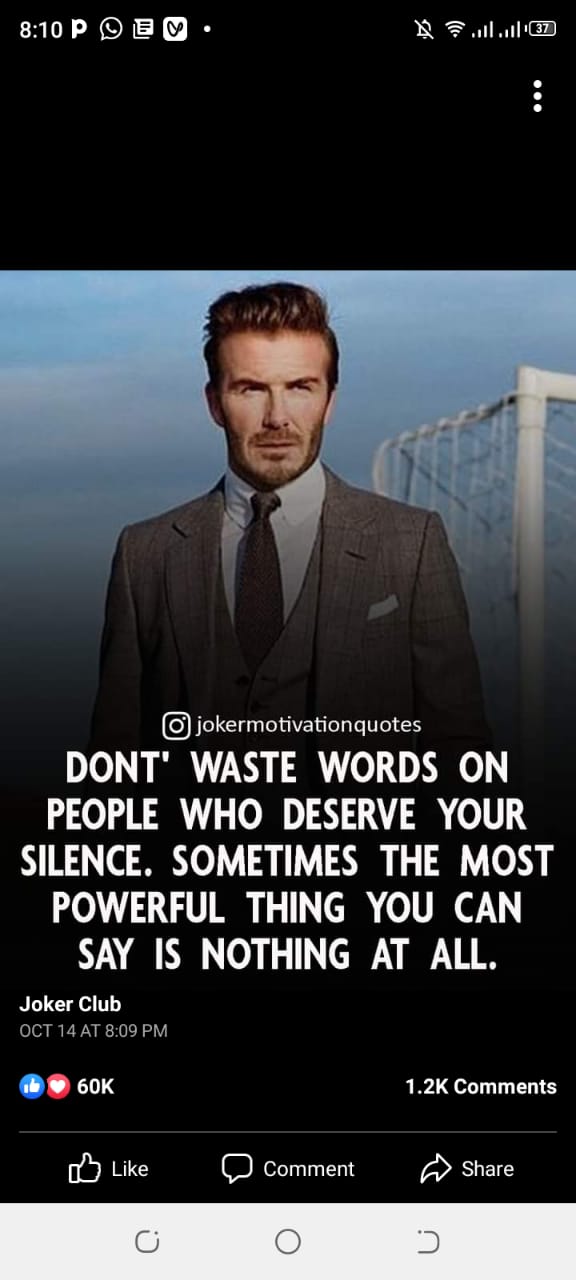 8:10
37
jokermotivationquotes
DONT' WASTE WORDS ON
PEOPLE WHO DESERVE YOUR
SILENCE. SOMETIMES THE MOST
POWERFUL THING YOU CAN
SAY IS NOTHING AT ALL.
Joker Club
OCT 14 AT 8:09 PM
60K
1.2K Comments
Like
Comment
Share